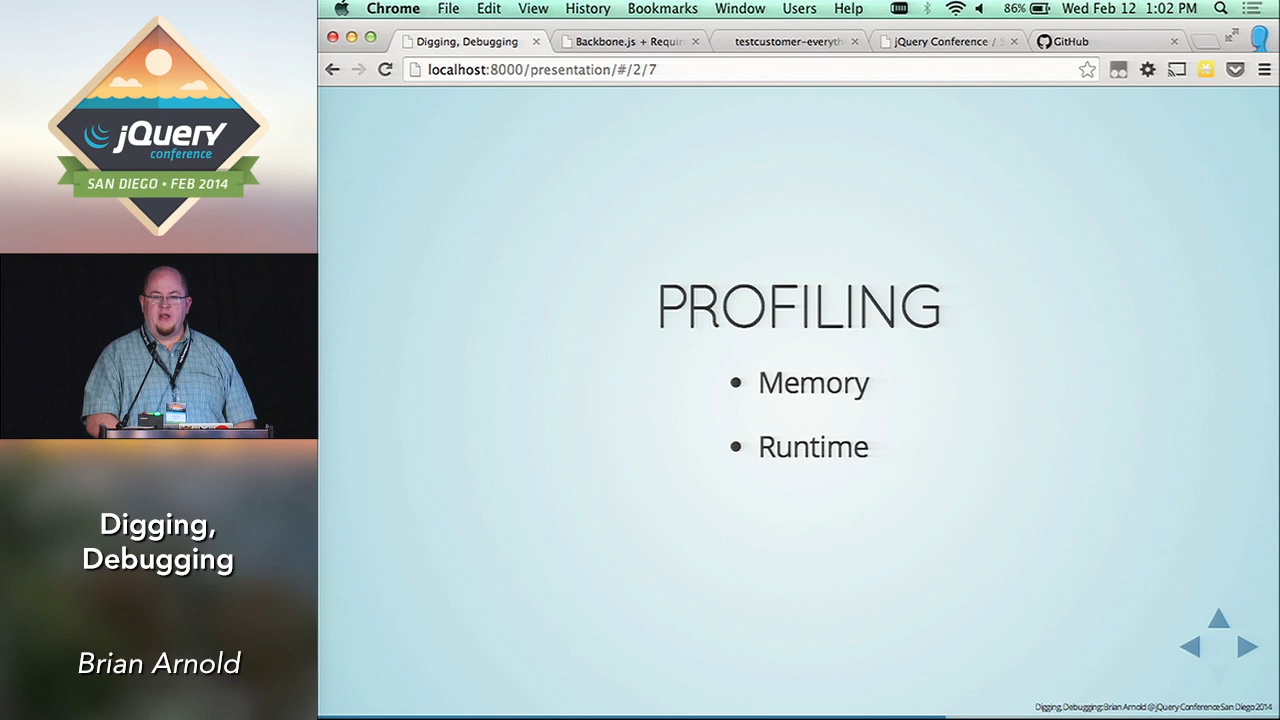 jQuery
conference
SAN DIEGO • FEB 2014
Digging,
Debugging
Brian Arnold
Chrome File Edit View History Bookmarks Window Users Help 86% Wed Feb 12 1:02 PM
Digging, Debugging
Backbone.js + Requir
testcustomer-everyth
jQuery Conference / S
GitHub
localhost:8000/presentation/#/2/7
PROFILING
• Memory
• Runtime
Digging, Debugging: Brian Arnold @ jQuery Conference San Diego 2014